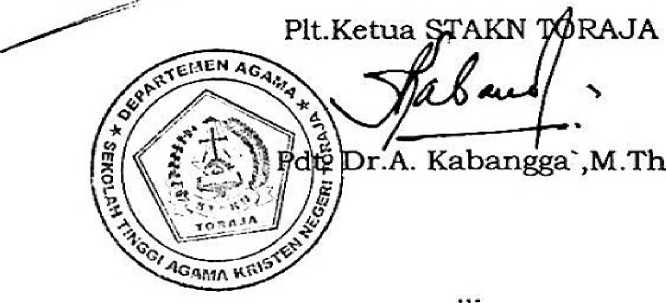 Plt.Ketua STAKN TORAJA
Pdt. Dr.A. Kabangga`,M.Th
★ DEPARTEMEN AGAMA ★
SEKOLAH TINGGI AGAMA KRISTEN NEGERI TORAJA
TORAJA
...